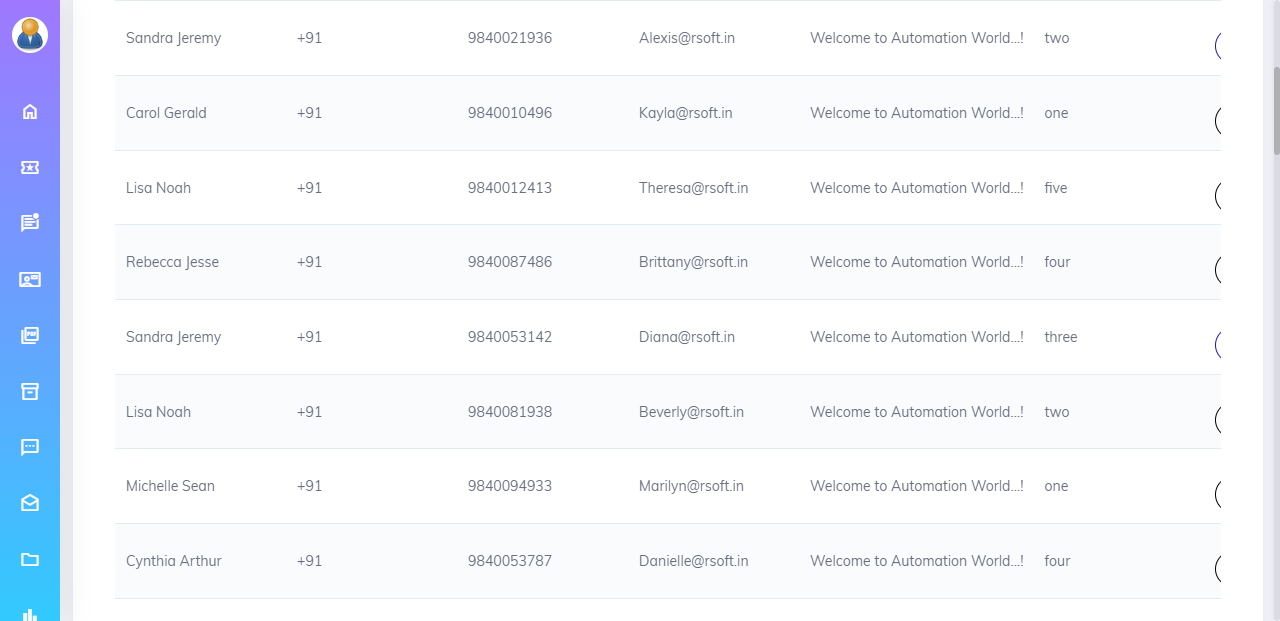 Sandra Jeremy +91 9840021936 Alexis@rsoft.in Welcome to Automation World...! two
Carol Gerald +91 9840010496 Kayla@rsoft.in Welcome to Automation World...! one
Lisa Noah +91 9840012413 Theresa@rsoft.in Welcome to Automation World...! five
Rebecca Jesse +91 9840087486 Brittany@rsoft.in Welcome to Automation World...! four
Sandra Jeremy +91 9840053142 Diana@rsoft.in Welcome to Automation World...! three
Lisa Noah +91 9840081938 Beverly@rsoft.in Welcome to Automation World...! two
Michelle Sean +91 9840094933 Marilyn@rsoft.in Welcome to Automation World...! one
Cynthia Arthur +91 9840053787 Danielle@rsoft.in Welcome to Automation World...! four